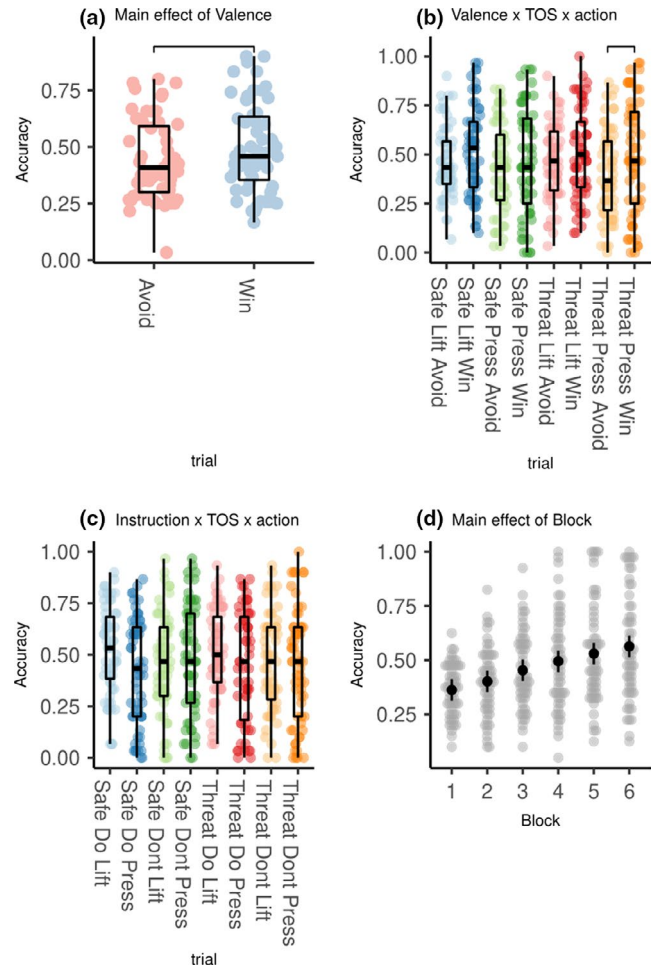 (a) Main effect of Valence
Accuracy
0.75
0.50
0.25
0.00
Avoid
Win
trial
(b) Valence x TOS x action
Accuracy
1.00
0.75
0.50
0.25
0.00
Safe Lift Avoid
Safe Lift Win
Safe Press Avoid
Safe Press Win
Threat Lift Avoid
Threat Lift Win
Threat Press Avoid
Threat Press Win
trial
(c) Instruction x TOS x action
Accuracy
1.00
0.75
0.50
0.25
0.00
Safe Do Lift
Safe Do Press
Safe Dont Lift
Safe Dont Press
Threat Do Lift
Threat Do Press
Threat Dont Lift
Threat Dont Press
trial
(d) Main effect of Block
Accuracy
1.00
0.75
0.50
0.25
1 2 3 4 5 6
Block